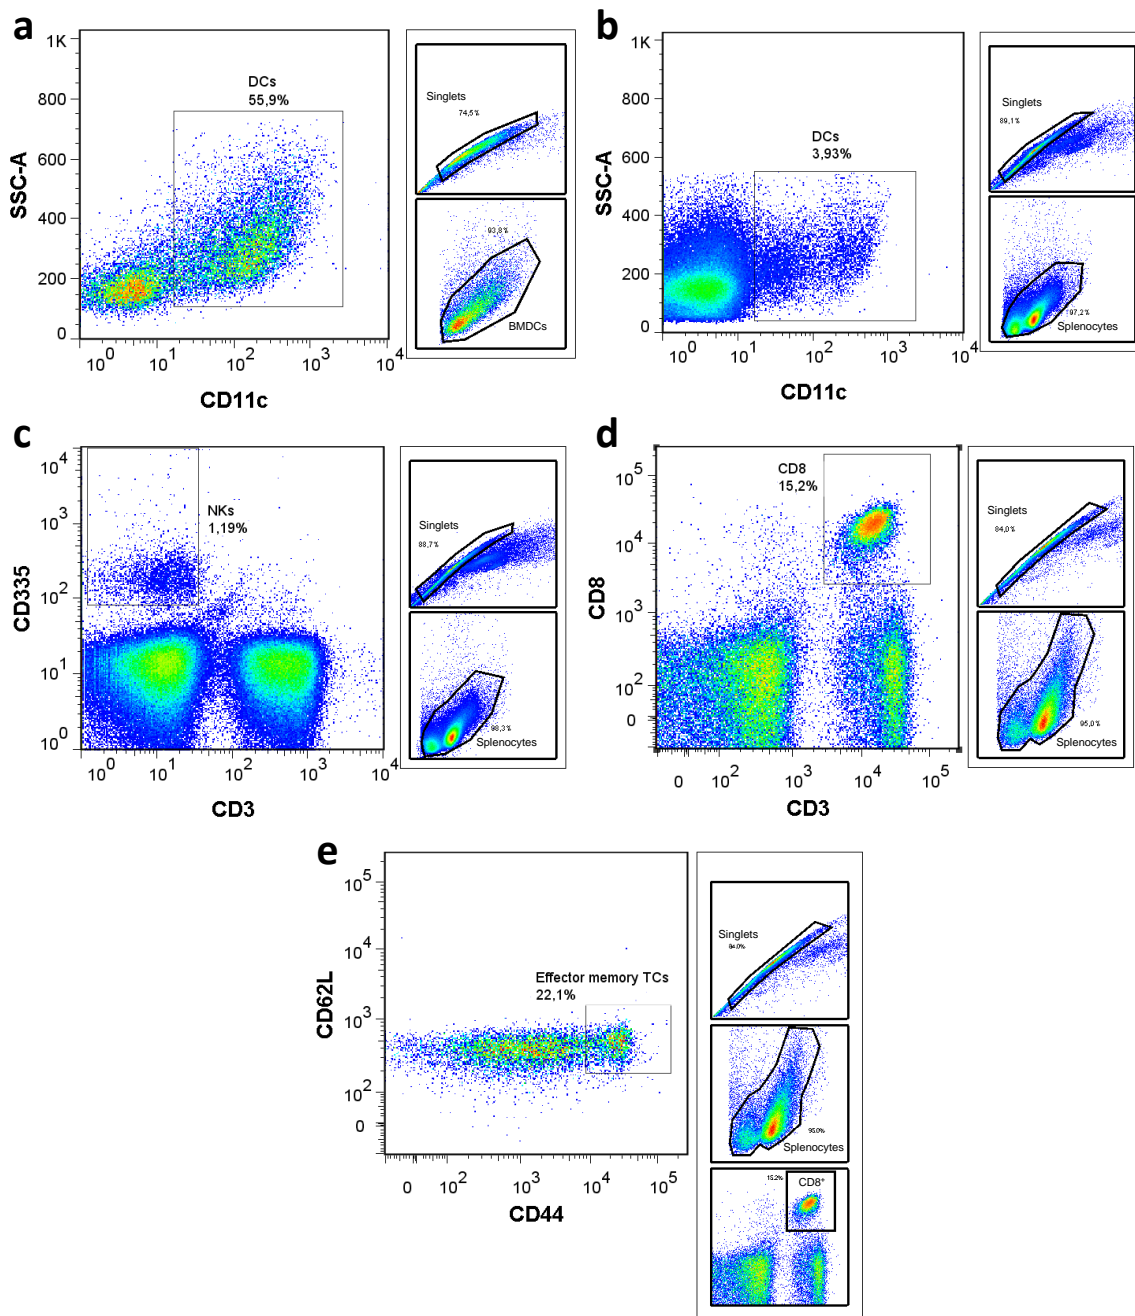 a
1K
800
600
400
200
0
SSC-A
DCs
55,9%
10^0
10^1
10^2
10^3
10^4
CD11c
Singlets
74,5%
93,8%
BMDCs
b
1K
800
600
400
200
0
SSC-A
DCs
3,93%
10^0
10^1
10^2
10^3
10^4
CD11c
Singlets
89,1%
97,2%
Splenocytes
c
10^4
10^3
10^2
10^1
10^0
CD335
NKs
1,19%
10^0
10^1
10^2
10^3
10^4
CD3
Singlets
88,7%
98,3%
Splenocytes
d
10^5
10^4
10^3
10^2
0
CD8
CD8
15,2%
0
10^2
10^3
10^4
10^5
CD3
Singlets
84,0%
95,0%
Splenocytes
e
10^5
10^4
10^3
10^2
0
CD62L
Effector memory TCs
22,1%
0
10^2
10^3
10^4
10^5
CD44
Singlets
84,0%
95,0%
Splenocytes
15,2%
CD8⁺